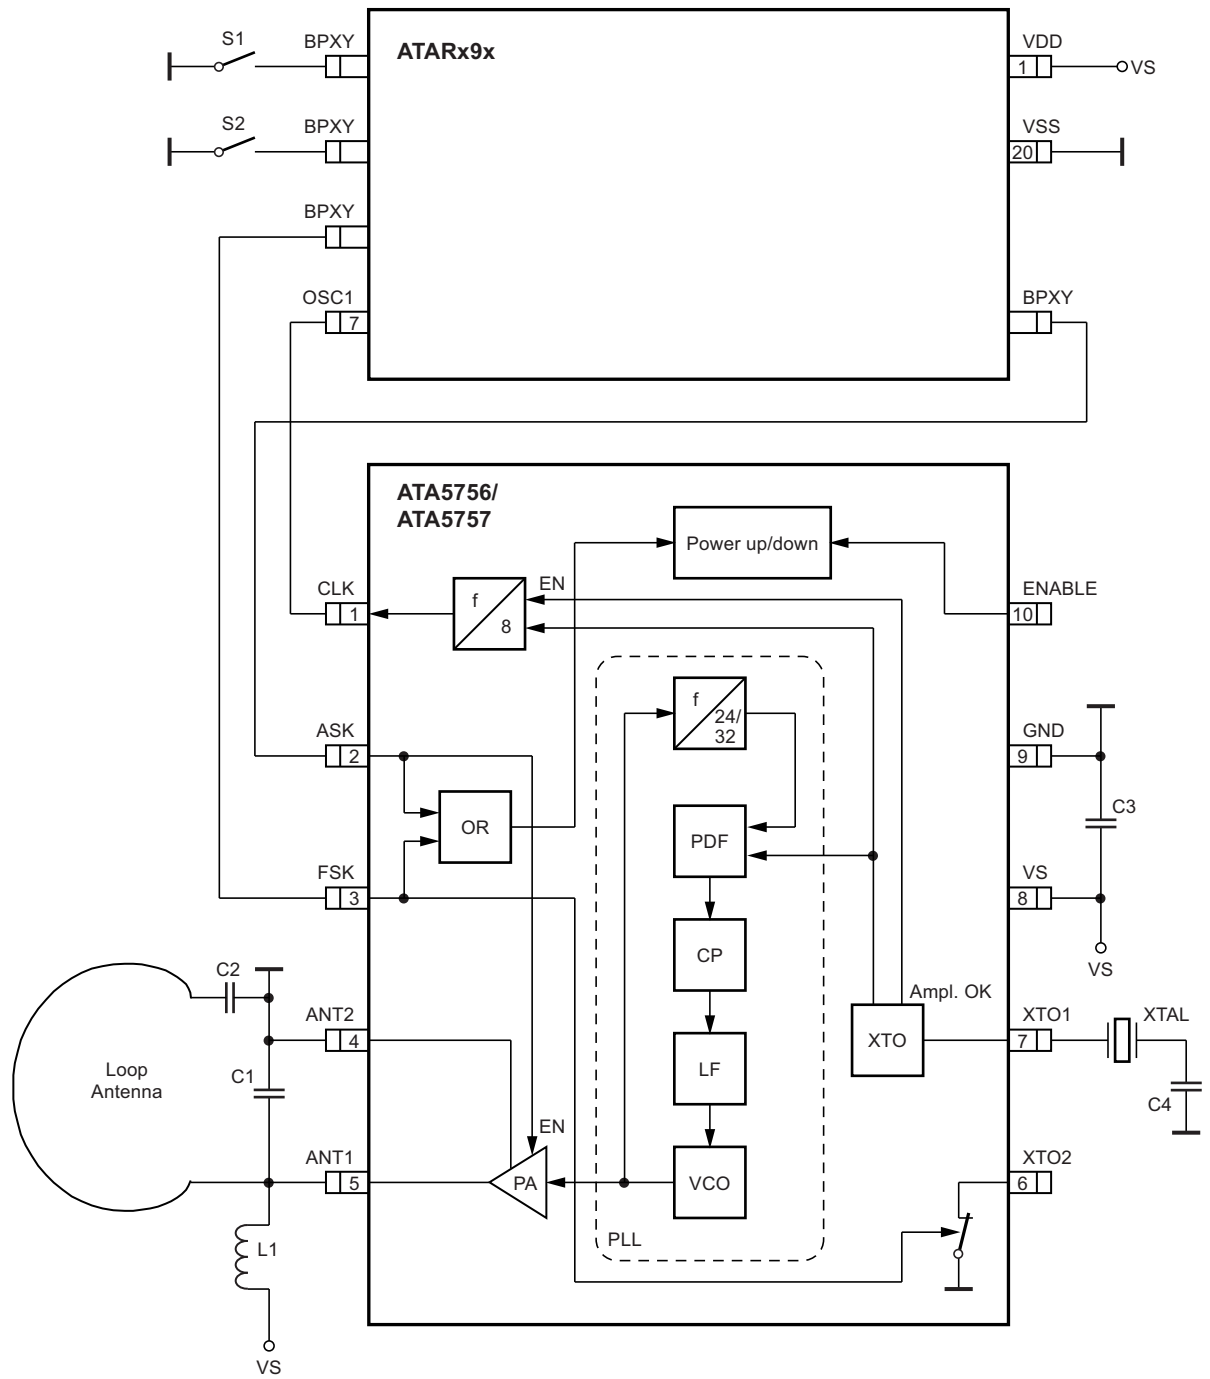 S1
BPXY
ATARx9x
VDD
1
VS
S2
BPXY
VSS
20
BPXY
OSC1
7
BPXY
ATA5756/
ATA5757
Power up/down
CLK
1
f
8
EN
ENABLE
10
f
24/
32
ASK
2
GND
9
OR
PDF
C3
FSK
3
VS
8
CP
VS
C2
Ampl. OK
ANT2
4
XTO
XTO1
7
XTAL
Loop
Antenna
C1
LF
C4
EN
ANT1
5
PA
VCO
XTO2
6
L1
PLL
VS